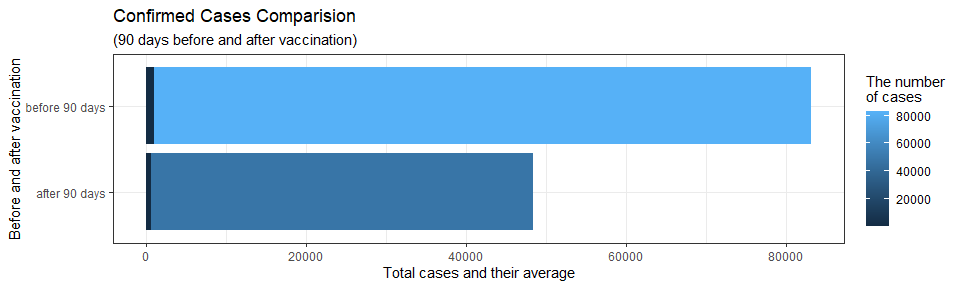 Confirmed Cases Comparision
(90 days before and after vaccination)
Before and after vaccination
before 90 days
after 90 days
0 20000 40000 60000 80000
Total cases and their average
The number
of cases
80000
60000
40000
20000